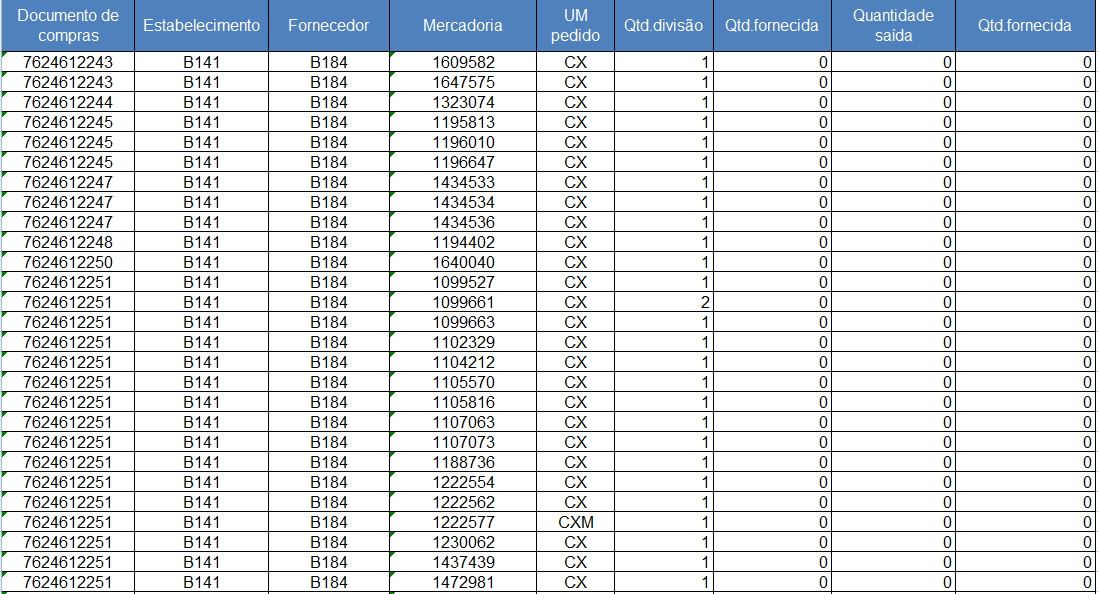 Documento de compras Estabelecimento Fornecedor Mercadoria UM pedido Qtd.divisão Qtd.fornecida Quantidade saída Qtd.fornecida
7624612243 B141 B184 1609582 CX 1 0 0 0
7624612243 B141 B184 1647575 CX 1 0 0 0
7624612244 B141 B184 1323074 CX 1 0 0 0
7624612245 B141 B184 1195813 CX 1 0 0 0
7624612245 B141 B184 1196010 CX 1 0 0 0
7624612245 B141 B184 1196647 CX 1 0 0 0
7624612247 B141 B184 1434533 CX 1 0 0 0
7624612247 B141 B184 1434534 CX 1 0 0 0
7624612247 B141 B184 1434536 CX 1 0 0 0
7624612248 B141 B184 1194402 CX 1 0 0 0
7624612250 B141 B184 1640040 CX 1 0 0 0
7624612251 B141 B184 1099527 CX 1 0 0 0
7624612251 B141 B184 1099661 CX 2 0 0 0
7624612251 B141 B184 1099663 CX 1 0 0 0
7624612251 B141 B184 1102329 CX 1 0 0 0
7624612251 B141 B184 1104212 CX 1 0 0 0
7624612251 B141 B184 1105570 CX 1 0 0 0
7624612251 B141 B184 1105816 CX 1 0 0 0
7624612251 B141 B184 1107063 CX 1 0 0 0
7624612251 B141 B184 1107073 CX 1 0 0 0
7624612251 B141 B184 1188736 CX 1 0 0 0
7624612251 B141 B184 1222554 CX 1 0 0 0
7624612251 B141 B184 1222562 CX 1 0 0 0
7624612251 B141 B184 1222577 CXM 1 0 0 0
7624612251 B141 B184 1230062 CX 1 0 0 0
7624612251 B141 B184 1437439 CX 1 0 0 0
7624612251 B141 B184 1472981 CX 1 0 0 0